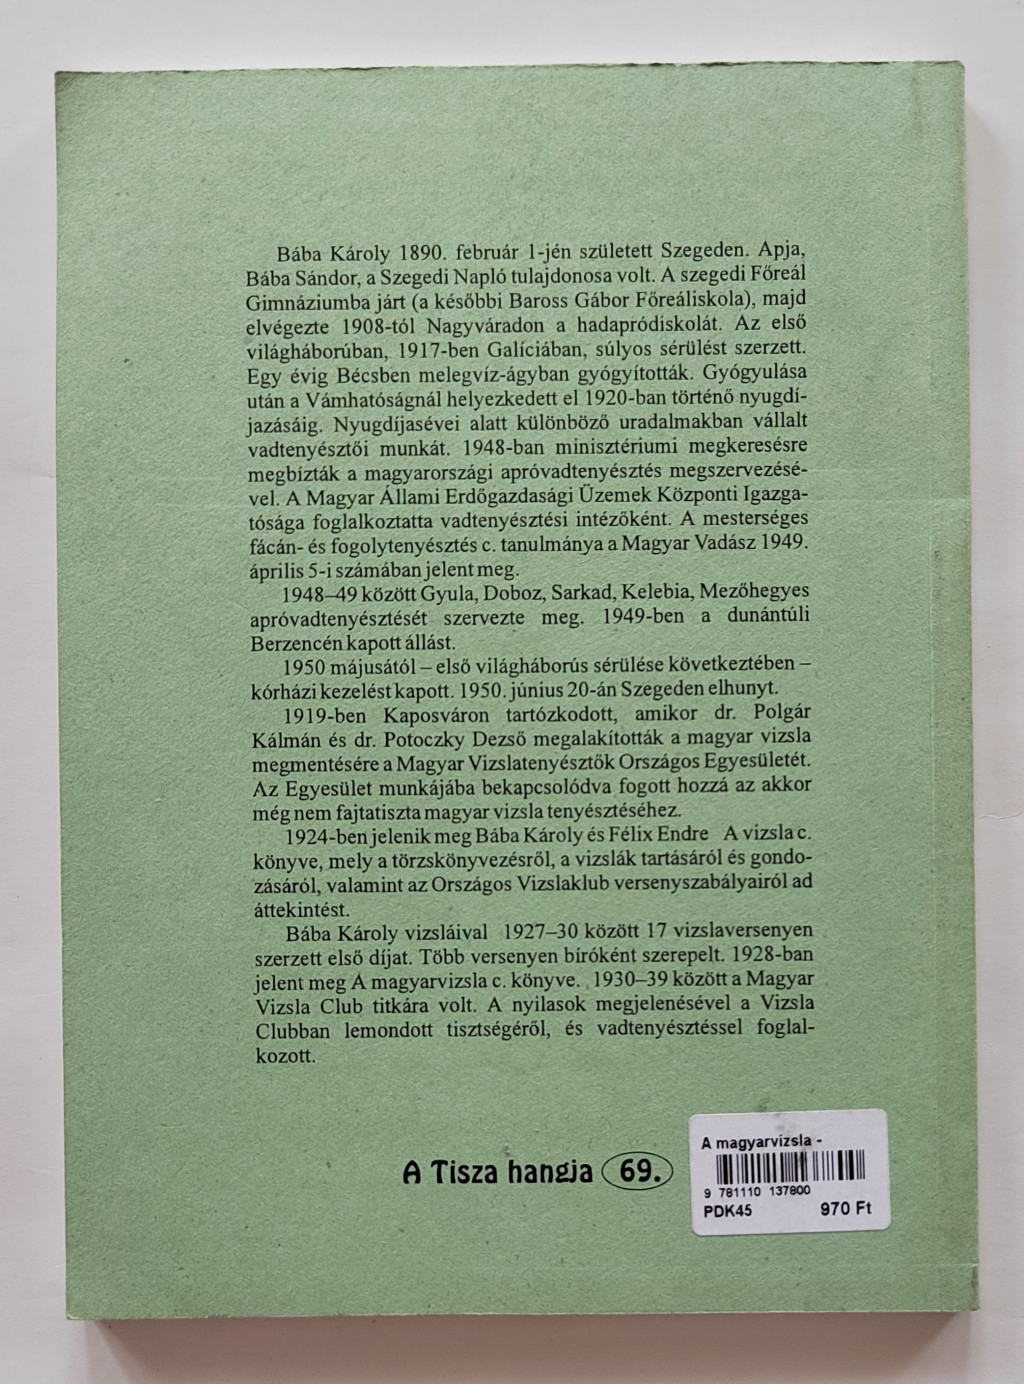 Bába Károly 1890. február 1-jén született Szegeden. Apja,
Bába Sándor, a Szegedi Napló tulajdonosa volt. A szegedi Főreál
Gimnáziumba járt (a későbbi Baross Gábor Főreáliskola), majd
elvégezte 1908-tól Nagyváradon a hadapródiskolát. Az első
világháborúban, 1917-ben Galíciában, súlyos sérülést szerzett.
Egy évig Bécsben melegvíz-ágyban gyógyították. Gyógyulása
után a Vámhatóságnál helyezkedett el 1920-ban történő nyugdí-
jazásáig. Nyugdíjasévei alatt különböző uradalmakban vállalt
vadtenyésztői munkát. 1948-ban minisztériumi megkeresésre
megbízták a magyarországi apróvadtenyésztés megszervezésé-
vel. A Magyar Állami Erdőgazdasági Üzemek Központi Igazga-
tósága foglalkoztatta vadtenyésztési intézőként. A mesterséges
fácán- és fogolytenyésztés c. tanulmánya a Magyar Vadász 1949.
április 5-i számában jelent meg.
1948–49 között Gyula, Doboz, Sarkad, Kelebia, Mezőhegyes
apróvadtenyésztését szervezte meg. 1949-ben a dunántúli
Berzencén kapott állást.
1950 májusától – első világháborús sérülése következtében –
kórházi kezelést kapott. 1950. június 20-án Szegeden elhunyt.
1919-ben Kaposváron tartózkodott, amikor dr. Polgár
Kálmán és dr. Potoczky Dezső megalakították a magyar vizsla
megmentésére a Magyar Vizslatenyésztők Országos Egyesületét.
Az Egyesület munkájába bekapcsolódva fogott hozzá az akkor
még nem fajtatiszta magyar vizsla tenyésztéséhez.
1924-ben jelenik meg Bába Károly és Félix Endre A vizsla c.
könyve, mely a törzskönyvezésről, a vizslák tartásáról és gondo-
zásáról, valamint az Országos Vizslaklub versenyszabályairól ad
áttekintést.
Bába Károly vizsláival 1927–30 között 17 vizslaversenyen
szerzett első díjat. Több versenyen bíróként szerepelt. 1928-ban
jelent meg A magyarvizsla c. könyve. 1930–39 között a Magyar
Vizsla Club titkára volt. A nyilasok megjelenésével a Vizsla
Clubban lemondott tisztségéről, és vadtenyésztéssel foglal-
kozott.
A Tisza hangja 69.
A magyarvizsla -
9 781110 137800
PDK45 970 Ft